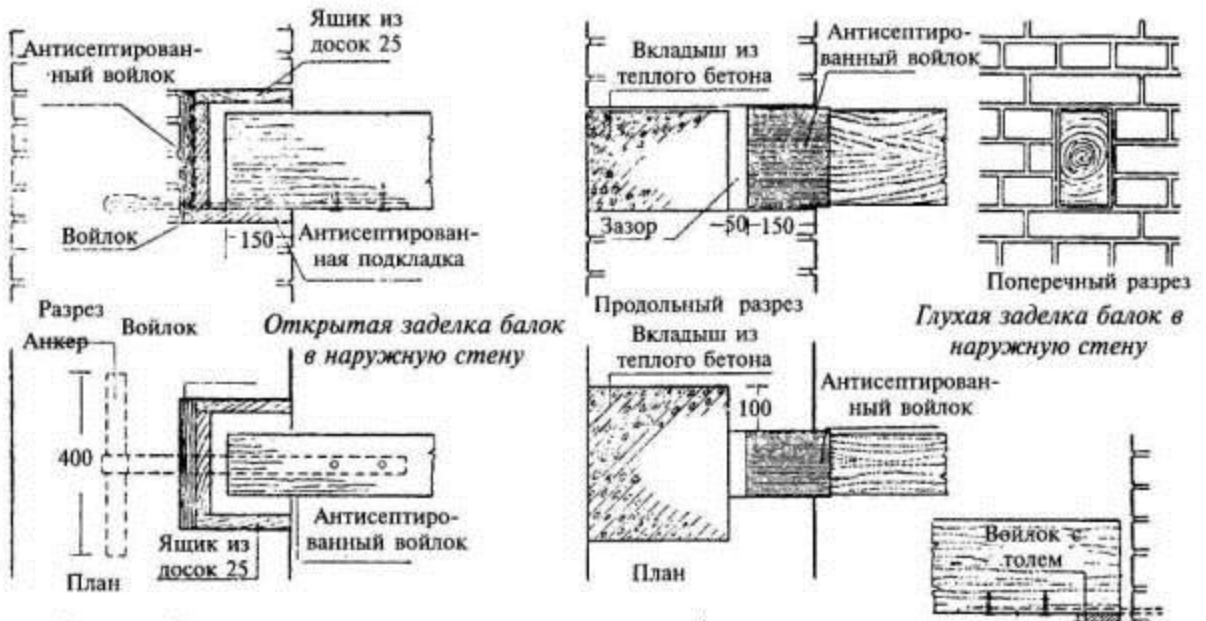 Ящик из
досок 25
Антисептирован-
ный войлок
Войлок
150
Антисептирован-
ная подкладка
Разрез
Анкер
Войлок
Открытая заделка балок
в наружную стену
400
Ящик из
досок 25
Антисептиро-
ванный войлок
План
Вкладыш из
теплого бетона
Антисептиро-
ванный войлок
Зазор
50
150
Продольный разрез
Поперечный разрез
Глухая заделка балок в
наружную стену
Вкладыш из
теплого бетона
100
Антисептирован-
ный войлок
План
Войлок с
толем